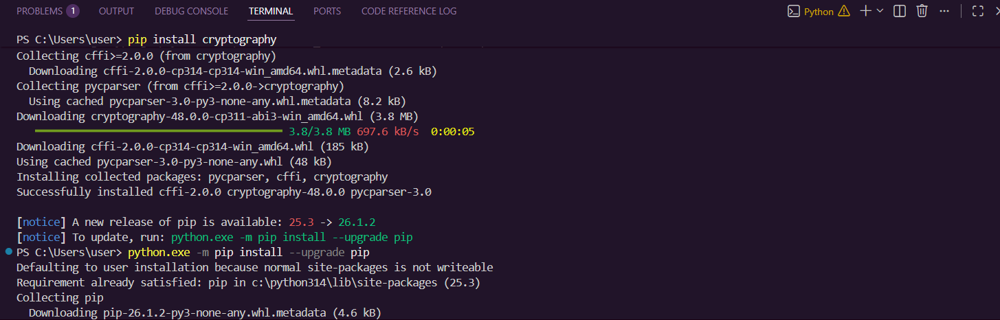 PROBLEMS 1 OUTPUT DEBUG CONSOLE TERMINAL PORTS CODE REFERENCE LOG Python
PS C:\Users\user> pip install cryptography
Collecting cffi>=2.0.0 (from cryptography)
  Downloading cffi-2.0.0-cp314-cp314-win_amd64.whl.metadata (2.6 kB)
Collecting pycparser (from cffi>=2.0.0->cryptography)
  Using cached pycparser-3.0-py3-none-any.whl.metadata (8.2 kB)
Downloading cryptography-48.0.0-cp311-abi3-win_amd64.whl (3.8 MB)
3.8/3.8 MB 697.6 kB/s 0:00:05
Downloading cffi-2.0.0-cp314-cp314-win_amd64.whl (185 kB)
Using cached pycparser-3.0-py3-none-any.whl (48 kB)
Installing collected packages: pycparser, cffi, cryptography
Successfully installed cffi-2.0.0 cryptography-48.0.0 pycparser-3.0
[notice] A new release of pip is available: 25.3 -> 26.1.2
[notice] To update, run: python.exe -m pip install --upgrade pip
PS C:\Users\user> python.exe -m pip install --upgrade pip
Defaulting to user installation because normal site-packages is not writeable
Requirement already satisfied: pip in c:\python314\lib\site-packages (25.3)
Collecting pip
  Downloading pip-26.1.2-py3-none-any.whl.metadata (4.6 kB)